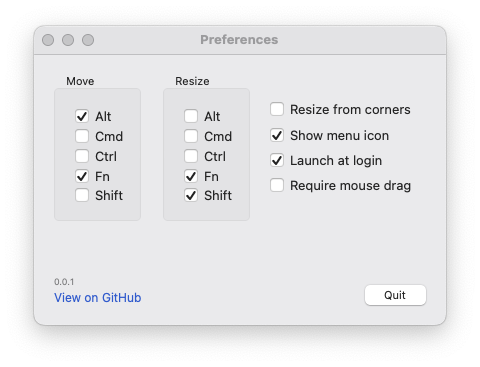 Preferences
Move
Alt
Cmd
Ctrl
Fn
Shift
Resize
Alt
Cmd
Ctrl
Fn
Shift
Resize from corners
Show menu icon
Launch at login
Require mouse drag
0.0.1
View on GitHub
Quit